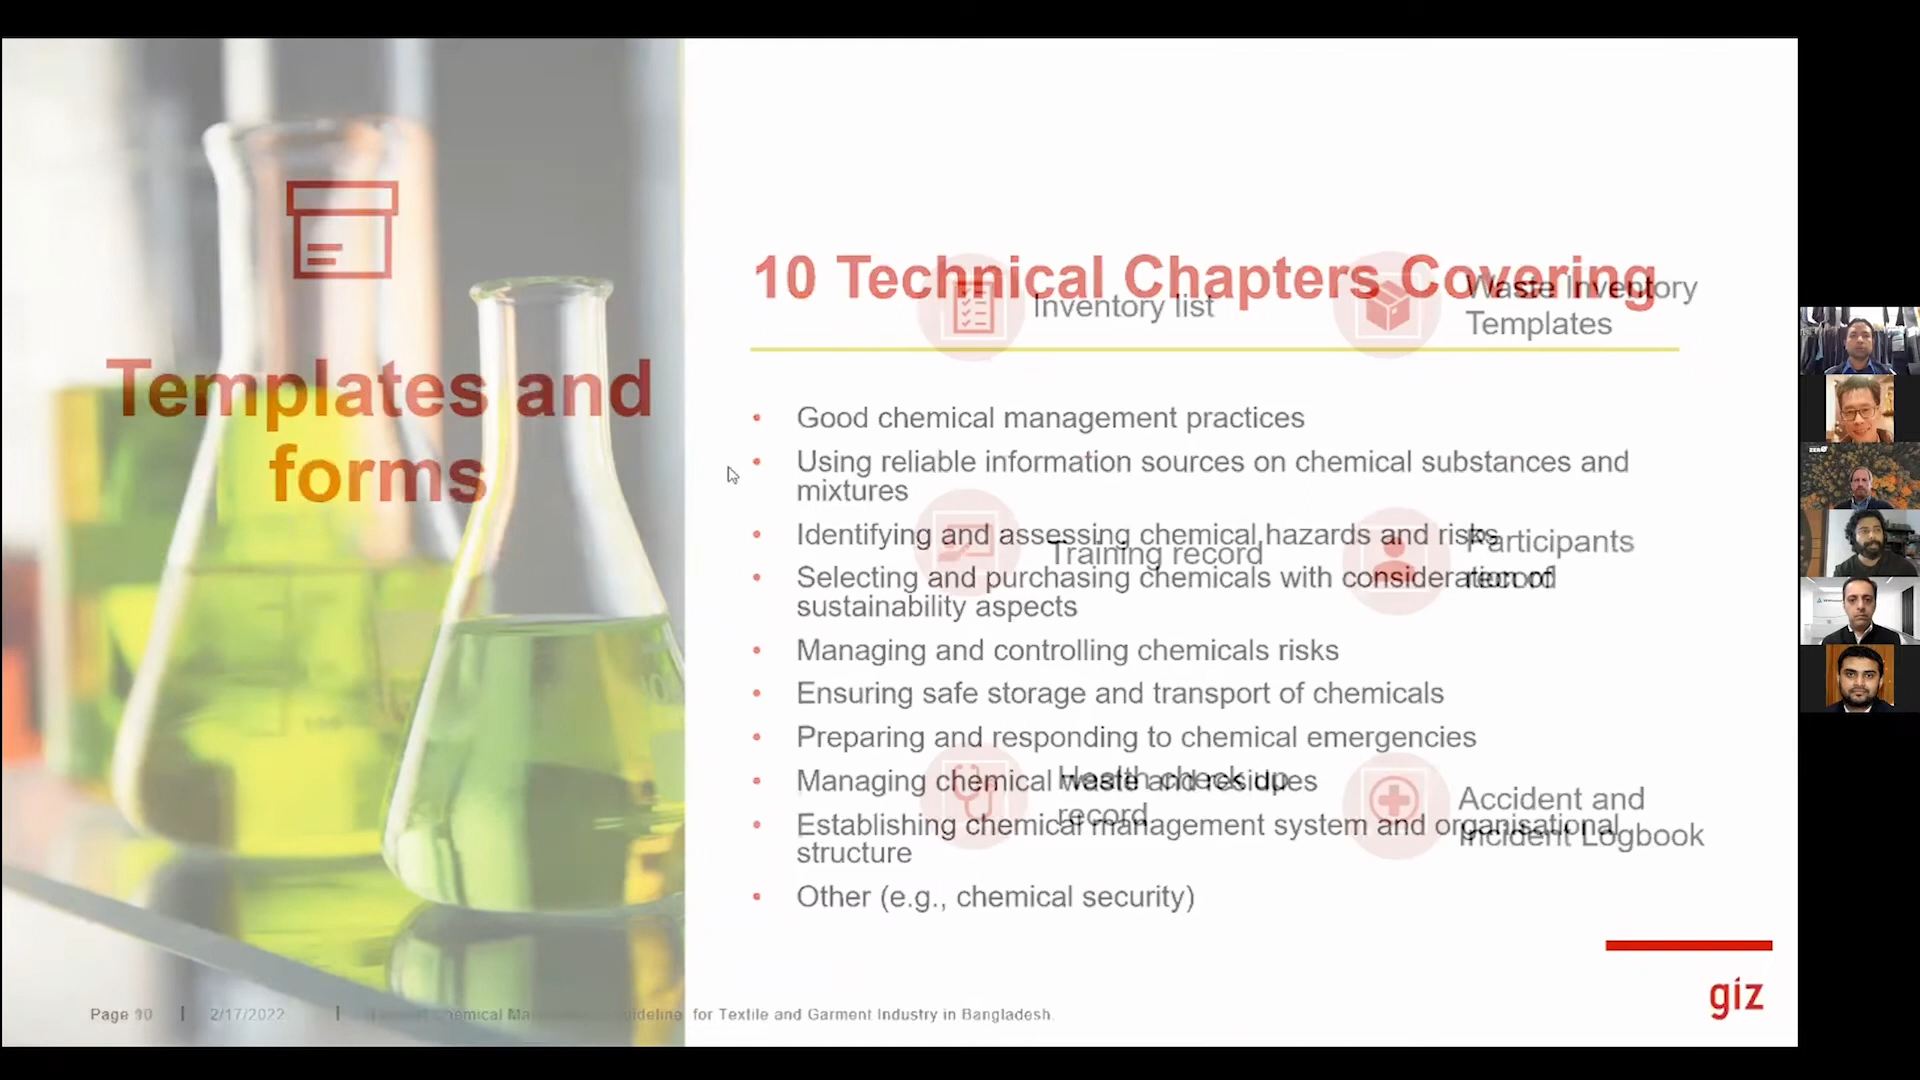 Templates and
forms
10 Technical Chapters Covering
Inventory list
Waste Inventory
Templates
• Good chemical management practices
• Using reliable information sources on chemical substances and
mixtures
• Identifying and assessing chemical hazards and risks
Training record
Participants
record
• Selecting and purchasing chemicals with consideration of
sustainability aspects
• Managing and controlling chemicals risks
• Ensuring safe storage and transport of chemicals
• Preparing and responding to chemical emergencies
• Managing chemical waste and residues
Health check up
record
Accident and
Incident Logbook
• Establishing chemical management system and organisational
structure
• Other (e.g., chemical security)
Page
2/17/2022
for Textile and Garment Industry in Bangladesh.
giz